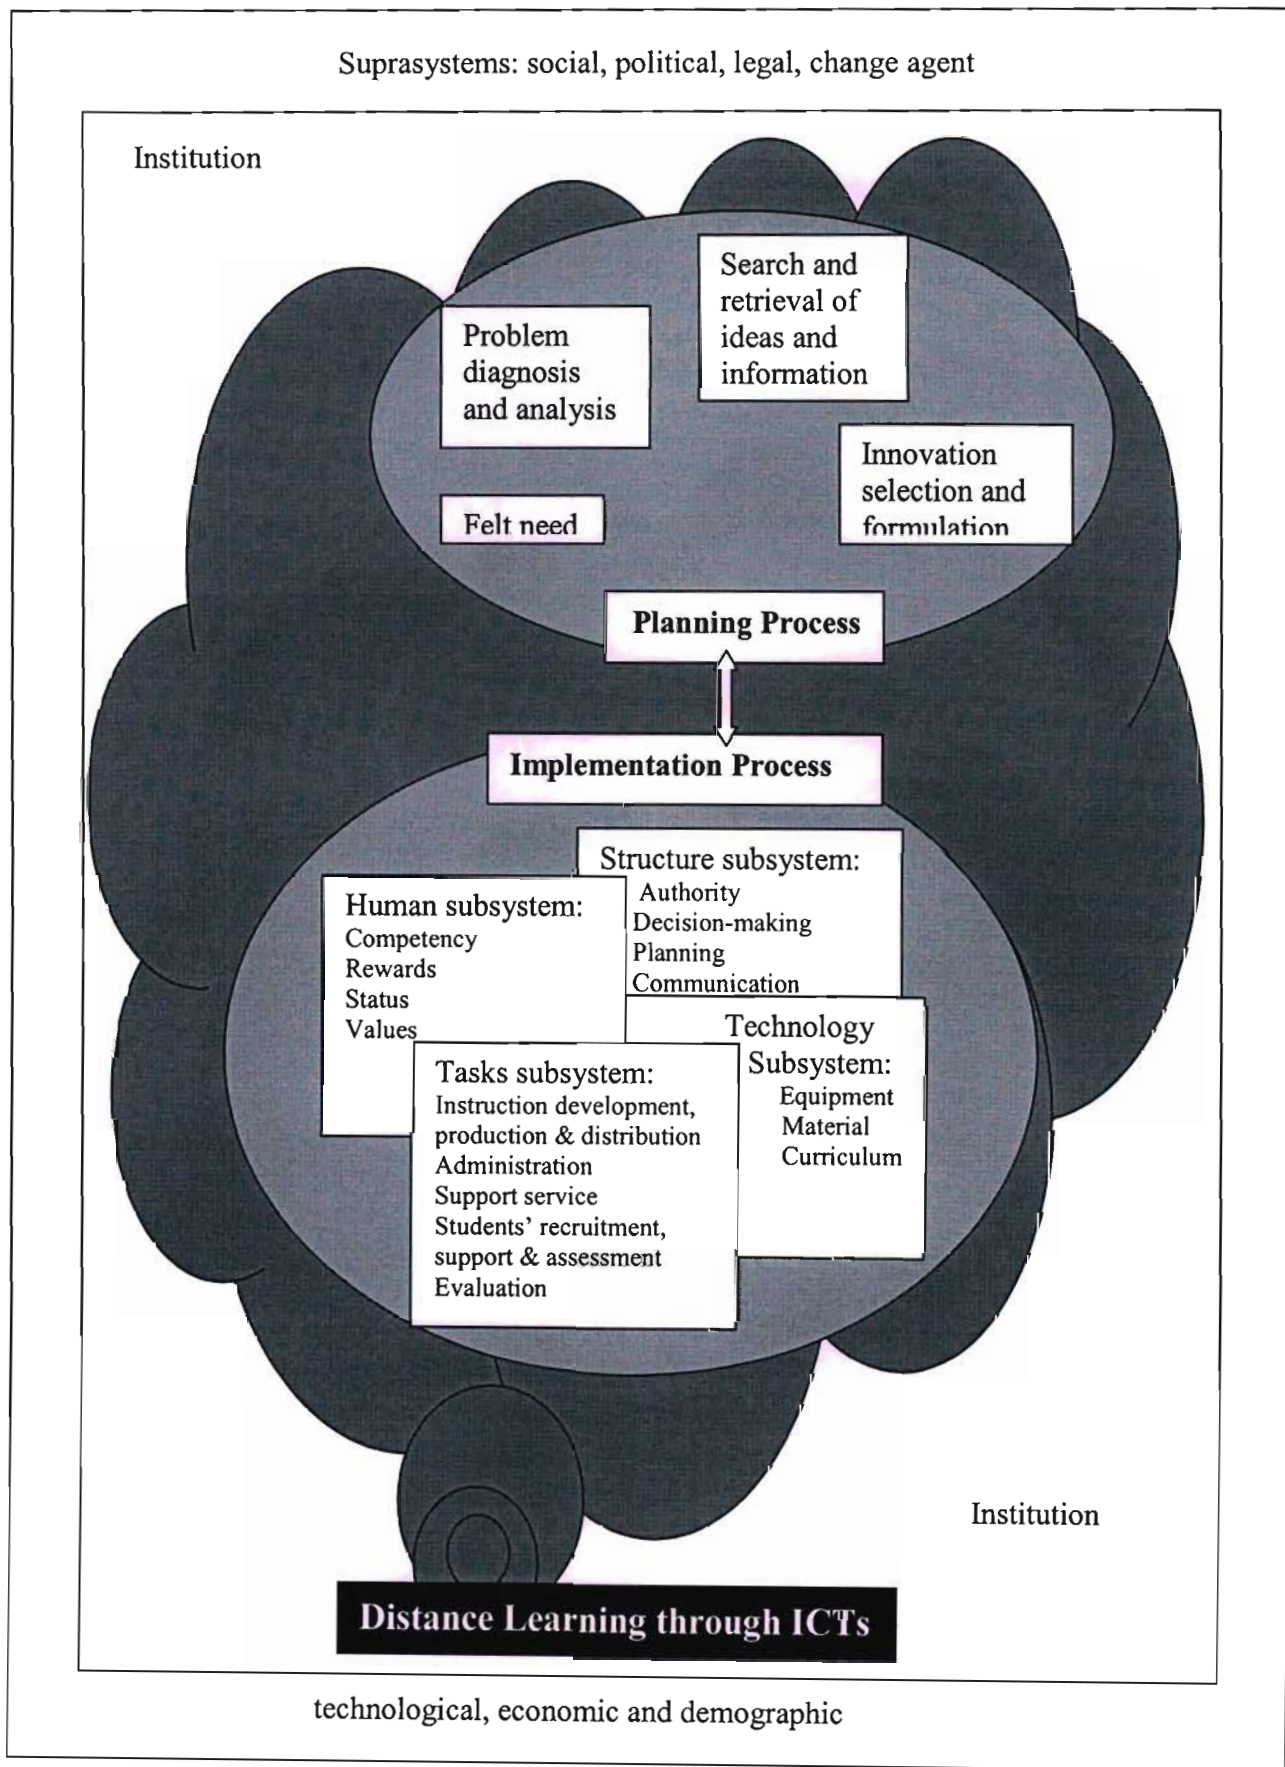 Suprasystems: social, political, legal, change agent
Institution
Search and
retrieval of
ideas and
information
Problem
diagnosis
and analysis
Innovation
selection and
formulation
Felt need
Planning Process
Implementation Process
Structure subsystem:
Authority
Decision-making
Planning
Communication
Human subsystem:
Competency
Rewards
Status
Values
Technology
Subsystem:
Equipment
Material
Curriculum
Tasks subsystem:
Instruction development,
production & distribution
Administration
Support service
Students’ recruitment,
support & assessment
Evaluation
Institution
Distance Learning through ICTs
technological, economic and demographic